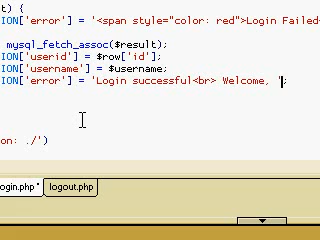 t) {
ION['error'] = '<span style="color: red">Login Failed
mysql_fetch_assoc($result);
ION['userid'] = $row['id'];
ION['username'] = $username;
ION['error'] = 'Login successful<br> Welcome, ';
on: ./')
ogin.php* logout.php